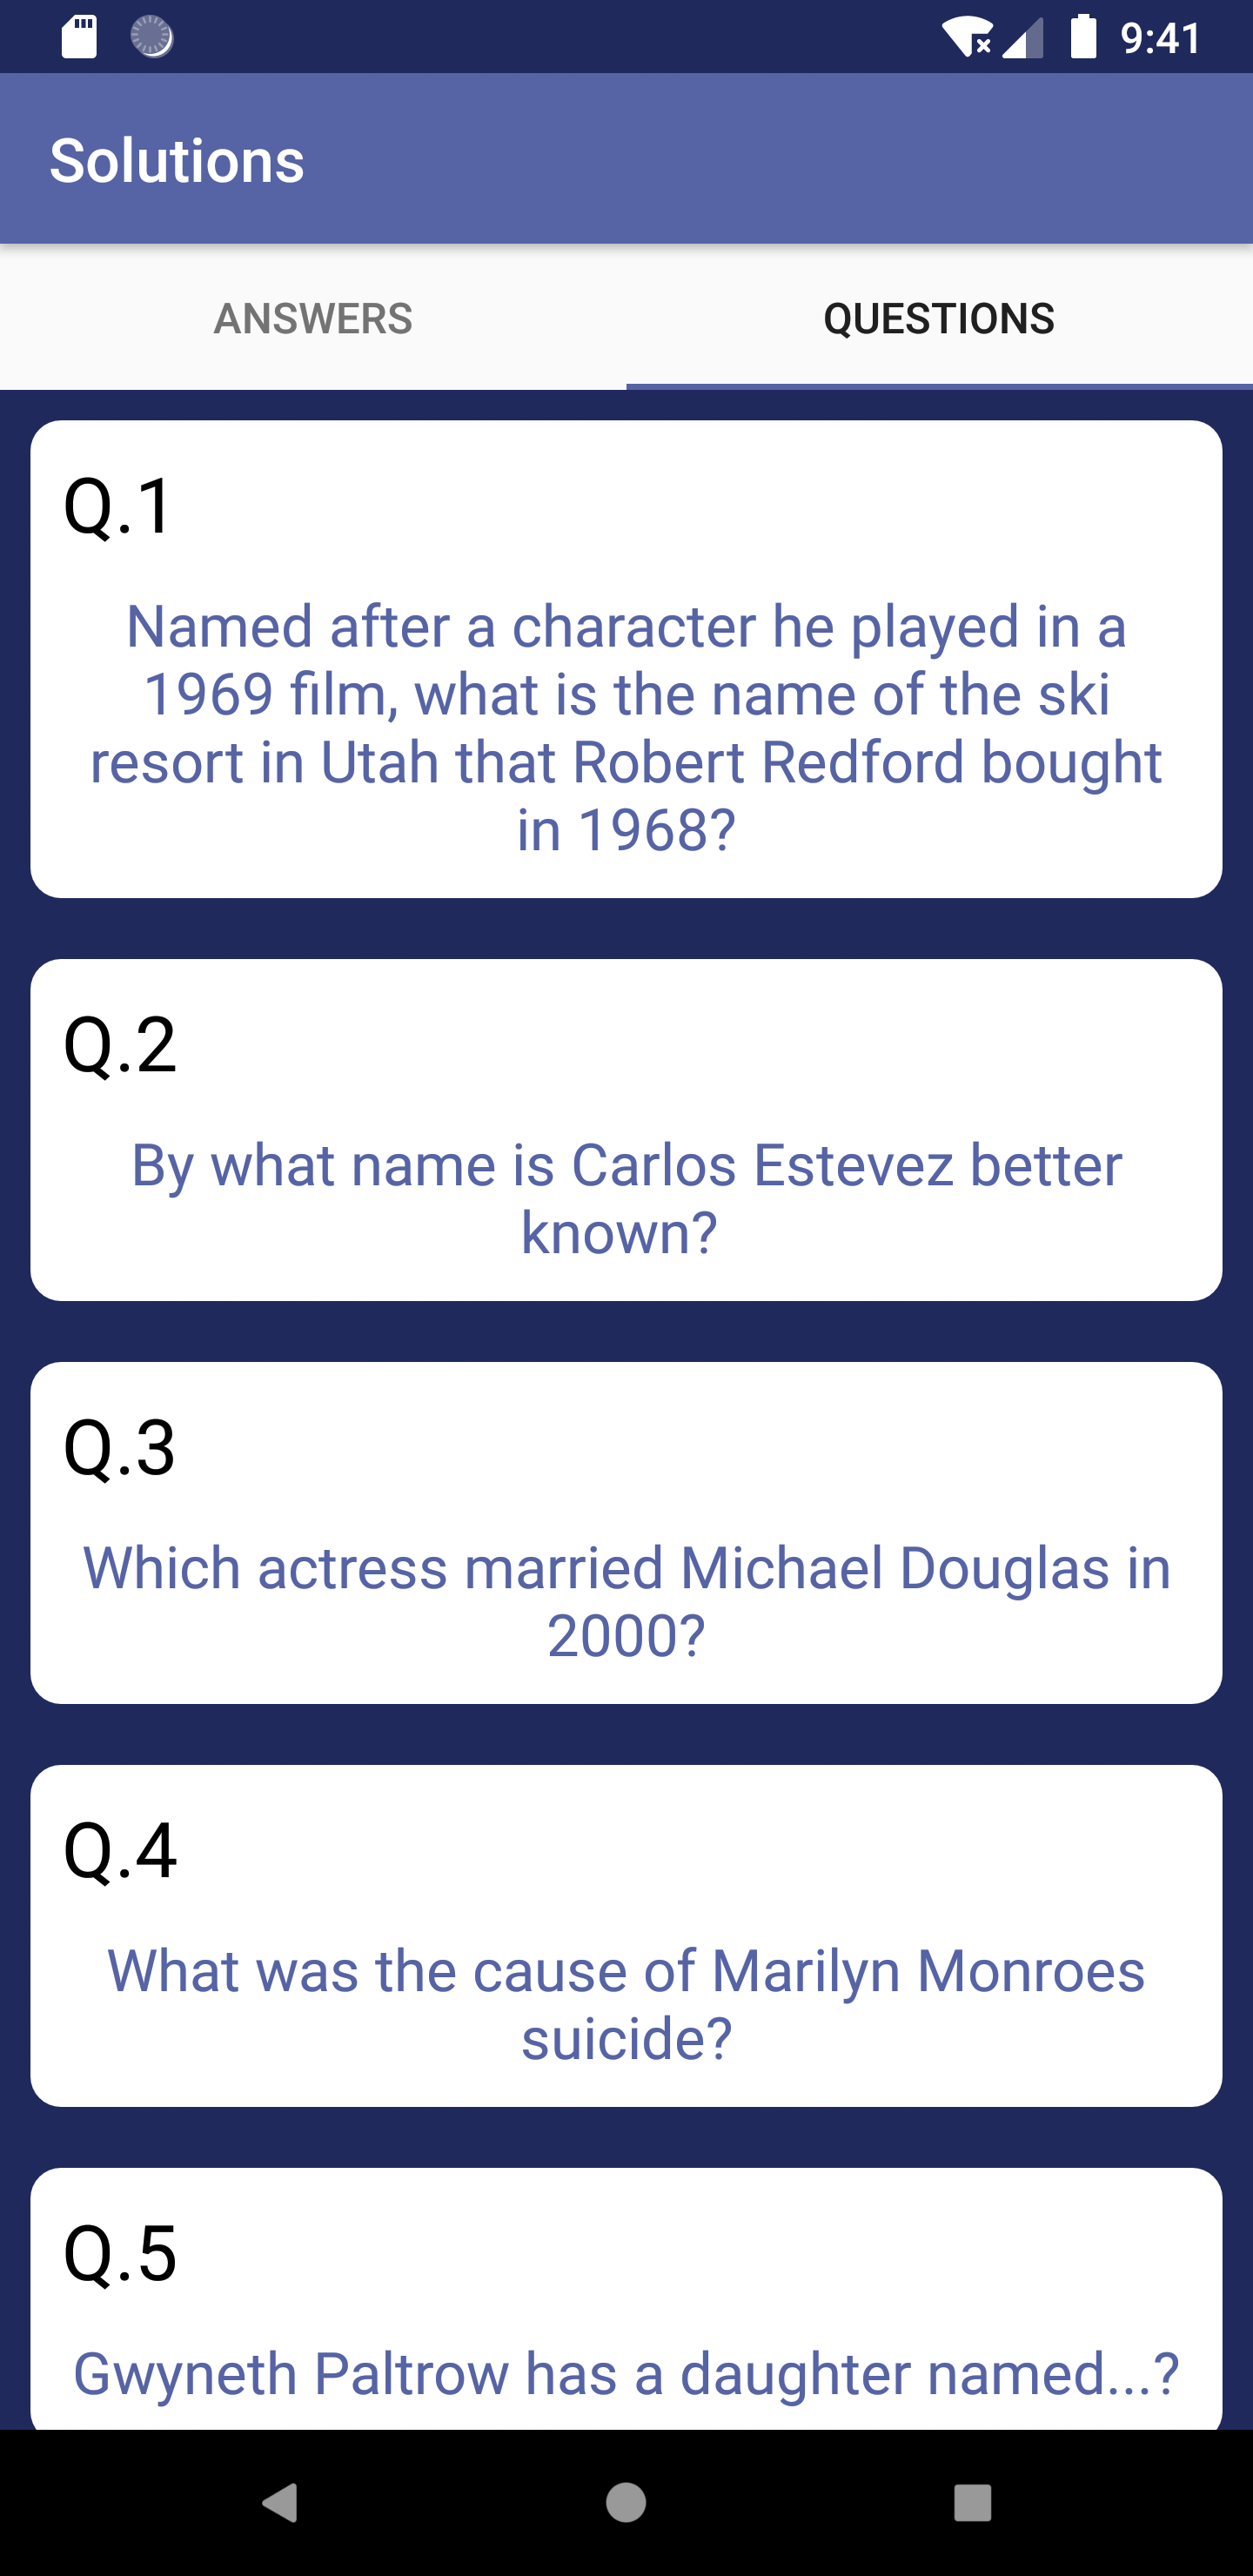 9:41
Solutions
ANSWERS
QUESTIONS
Q.1
Named after a character he played in a
1969 film, what is the name of the ski
resort in Utah that Robert Redford bought
in 1968?
Q.2
By what name is Carlos Estevez better
known?
Q.3
Which actress married Michael Douglas in
2000?
Q.4
What was the cause of Marilyn Monroes
suicide?
Q.5
Gwyneth Paltrow has a daughter named...?